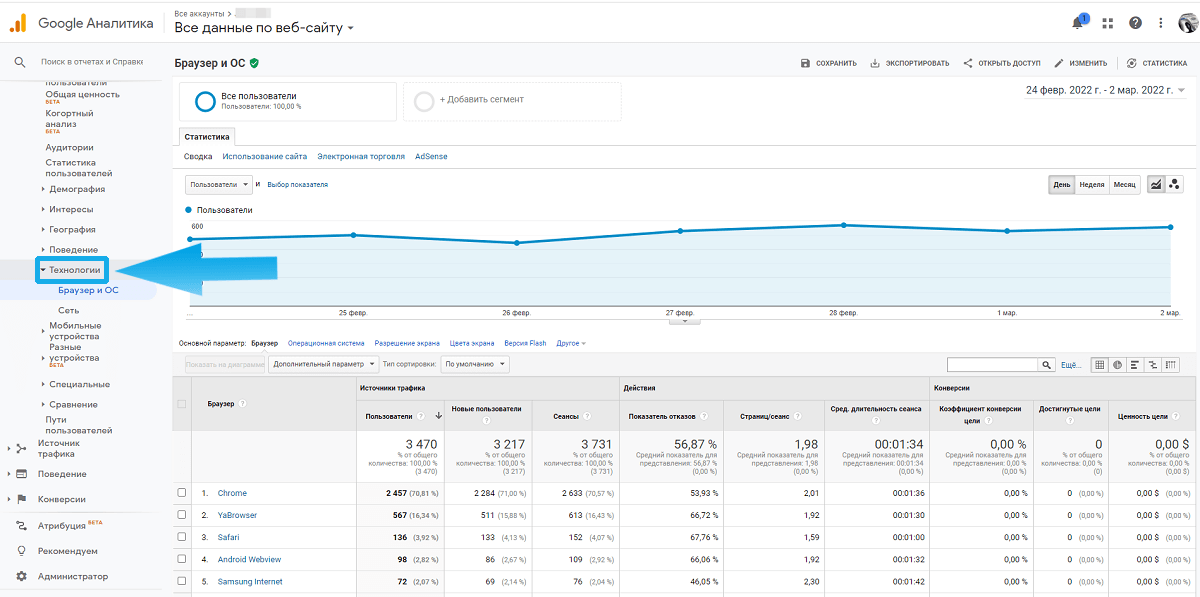 Google Аналитика
Все аккаунты >
Все данные по веб-сайту
1
Поиск в отчетах и Справке
пользователи
Общая ценность
БЕТА
Когортный
анализ
БЕТА
Аудитории
Статистика
пользователей
Демография
Интересы
География
Поведение
Технологии
Браузер и ОС
Сеть
Мобильные
устройства
Разные
устройства
БЕТА
Специальные
Сравнение
Пути
пользователей
Источник
трафика
Поведение
Конверсии
Атрибуция БЕТА
Рекомендуем
Администратор
Браузер и ОС
СОХРАНИТЬ
ЭКСПОРТИРОВАТЬ
ОТКРЫТЬ ДОСТУП
ИЗМЕНИТЬ
СТАТИСТИКА
Все пользователи
Пользователи: 100,00 %
+ Добавить сегмент
24 февр. 2022 г. - 2 мар. 2022 г.
Статистика
Сводка Использование сайта Электронная торговля AdSense
Пользователи и Выбор показателя
День Неделя Месяц
Пользователи
600
... 25 февр. 26 февр. 27 февр. 28 февр. 1 мар. 2 мар.
Основной параметр: Браузер Операционная система Разрешение экрана Цвета экрана Версия Flash Другое
Показать на диаграмме Дополнительный параметр Тип сортировки: По умолчанию Ещё...
Источники трафика Действия Конверсии
Браузер ? Пользователи ? Новые пользователи ? Сеансы ? Показатель отказов ? Страниц/сеанс ? Сред. длительность сеанса ? Коэффициент конверсии цели ? Достигнутые цели ? Ценность цели ?
3 470 3 217 3 731 56,87 % 1,98 00:01:34 0,00 % 0 0,00 $
% от общего % от общего % от общего Средний показатель для Средний показатель для Средний показатель для Средний показатель для % от общего % от общего
количества: 100,00 % количества: 100,00 % количества: 100,00 % представления: 56,87 % представления: 1,98 представления: 00:01:34 представления: 0,00 % количества: 0,00 % количества: 0,00 %
(3 470) (3 217) (3 731) (0,00 %) (0,00 %) (0,00 %) (0,00 %) (0) (0,00 $)
1. Chrome 2 457 (70,81 %) 2 284 (71,00 %) 2 633 (70,57 %) 53,93 % 2,01 00:01:36 0,00 % 0 (0,00 %) 0,00 $ (0,00 %)
2. YaBrowser 567 (16,34 %) 511 (15,88 %) 613 (16,43 %) 66,72 % 1,92 00:01:30 0,00 % 0 (0,00 %) 0,00 $ (0,00 %)
3. Safari 136 (3,92 %) 133 (4,13 %) 152 (4,07 %) 67,76 % 1,59 00:01:00 0,00 % 0 (0,00 %) 0,00 $ (0,00 %)
4. Android Webview 98 (2,82 %) 86 (2,67 %) 109 (2,92 %) 66,06 % 1,92 00:01:32 0,00 % 0 (0,00 %) 0,00 $ (0,00 %)
5. Samsung Internet 72 (2,07 %) 69 (2,14 %) 76 (2,04 %) 46,05 % 2,30 00:01:42 0,00 % 0 (0,00 %) 0,00 $ (0,00 %)